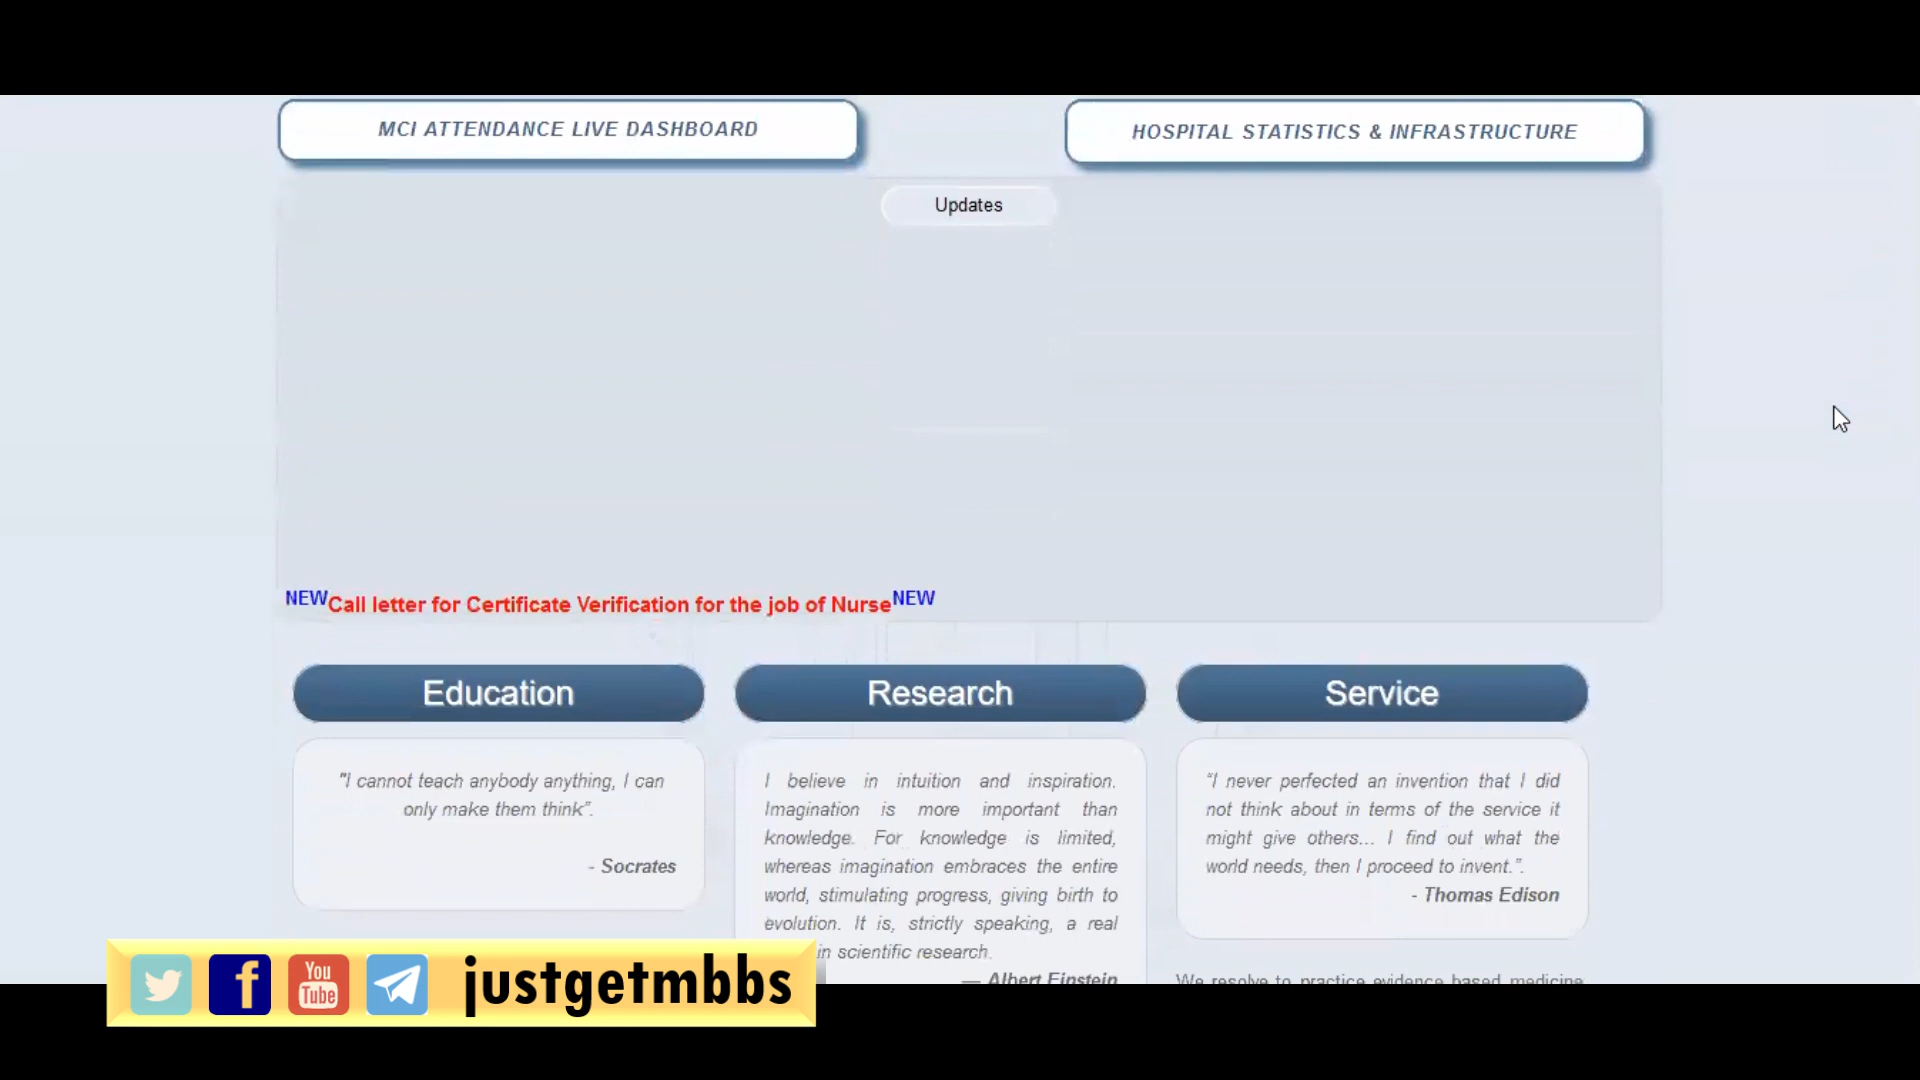 MCI ATTENDANCE LIVE DASHBOARD
HOSPITAL STATISTICS & INFRASTRUCTURE
Updates
NEWCall letter for Certificate Verification for the job of NurseNEW
Education
"I cannot teach anybody anything, I can
only make them think”.
- Socrates
Research
I believe in intuition and inspiration.
Imagination is more important than
knowledge. For knowledge is limited,
whereas imagination embraces the entire
world, stimulating progress, giving birth to
evolution. It is, strictly speaking, a real
in scientific research.
— Albert Einstein
Service
“I never perfected an invention that I did
not think about in terms of the service it
might give others... I find out what the
world needs, then I proceed to invent.”.
- Thomas Edison
We resolve to practice evidence based medicine
You
Tube
justgetmbbs